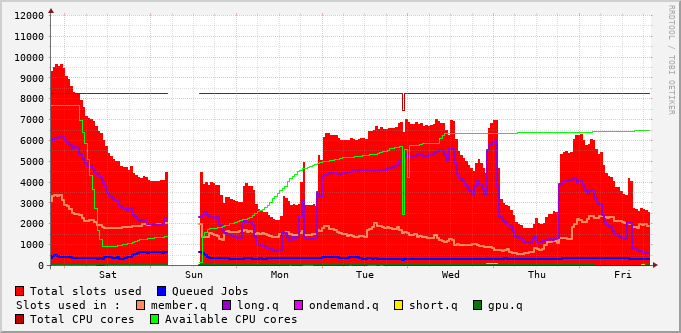 RRDTOOL / TOBI OETIKER
12000
11000
10000
9000
8000
7000
6000
5000
4000
3000
2000
1000
0
Sat Sun Mon Tue Wed Thu Fri
Total slots used Queued Jobs
Slots used in : member.q long.q ondemand.q short.q gpu.q
Total CPU cores Available CPU cores